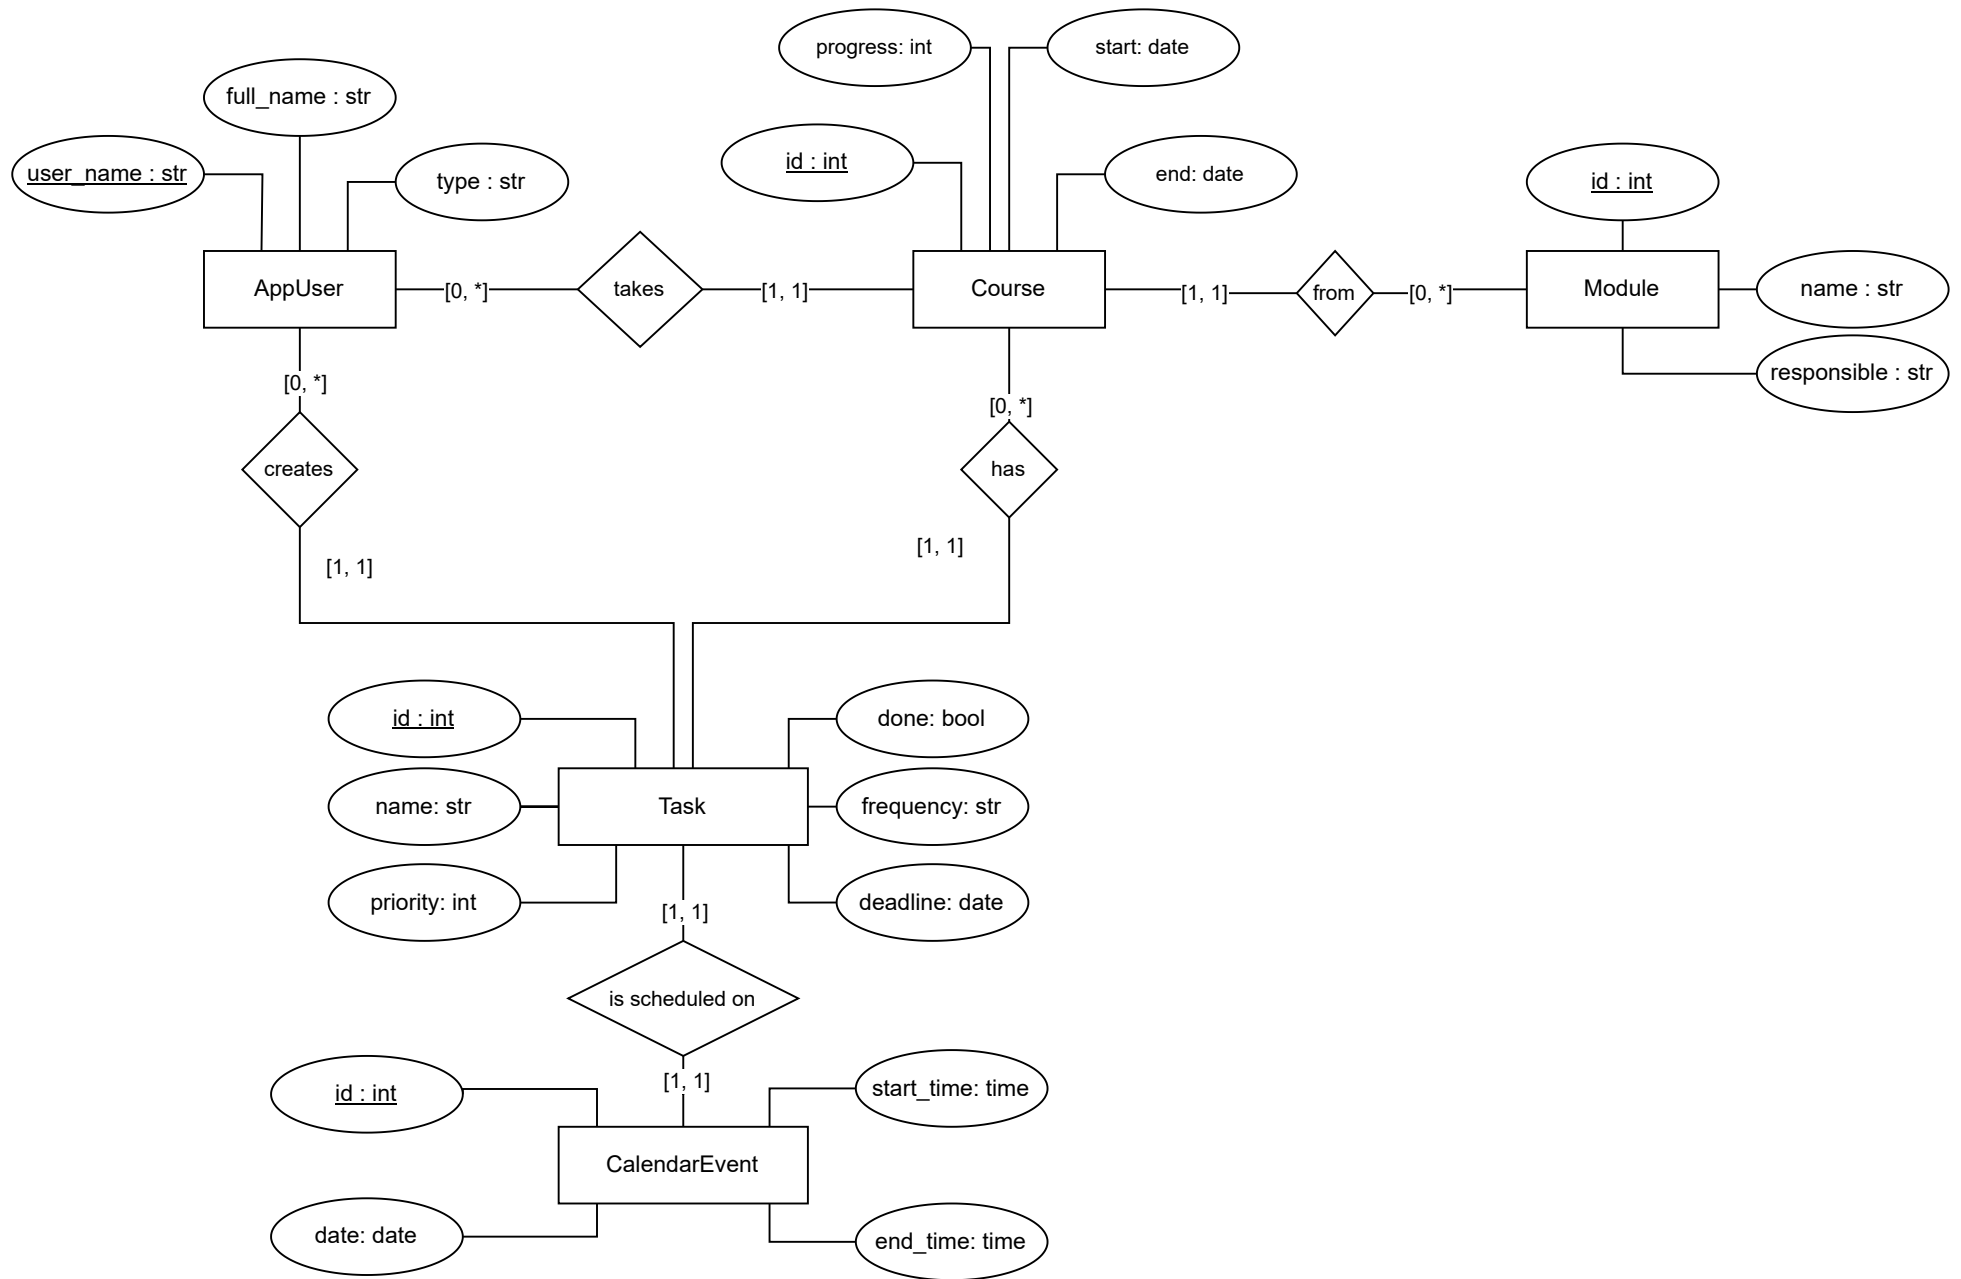 progress: int
start: date
full_name : str
user_name : str
type : str
id : int
end: date
id : int
AppUser
[0, *]
takes
[1, 1]
Course
[1, 1]
from
[0, *]
Module
name : str
responsible : str
[0, *]
[0, *]
creates
has
[1, 1]
[1, 1]
id : int
done: bool
name: str
Task
frequency: str
priority: int
deadline: date
[1, 1]
is scheduled on
[1, 1]
id : int
start_time: time
CalendarEvent
date: date
end_time: time